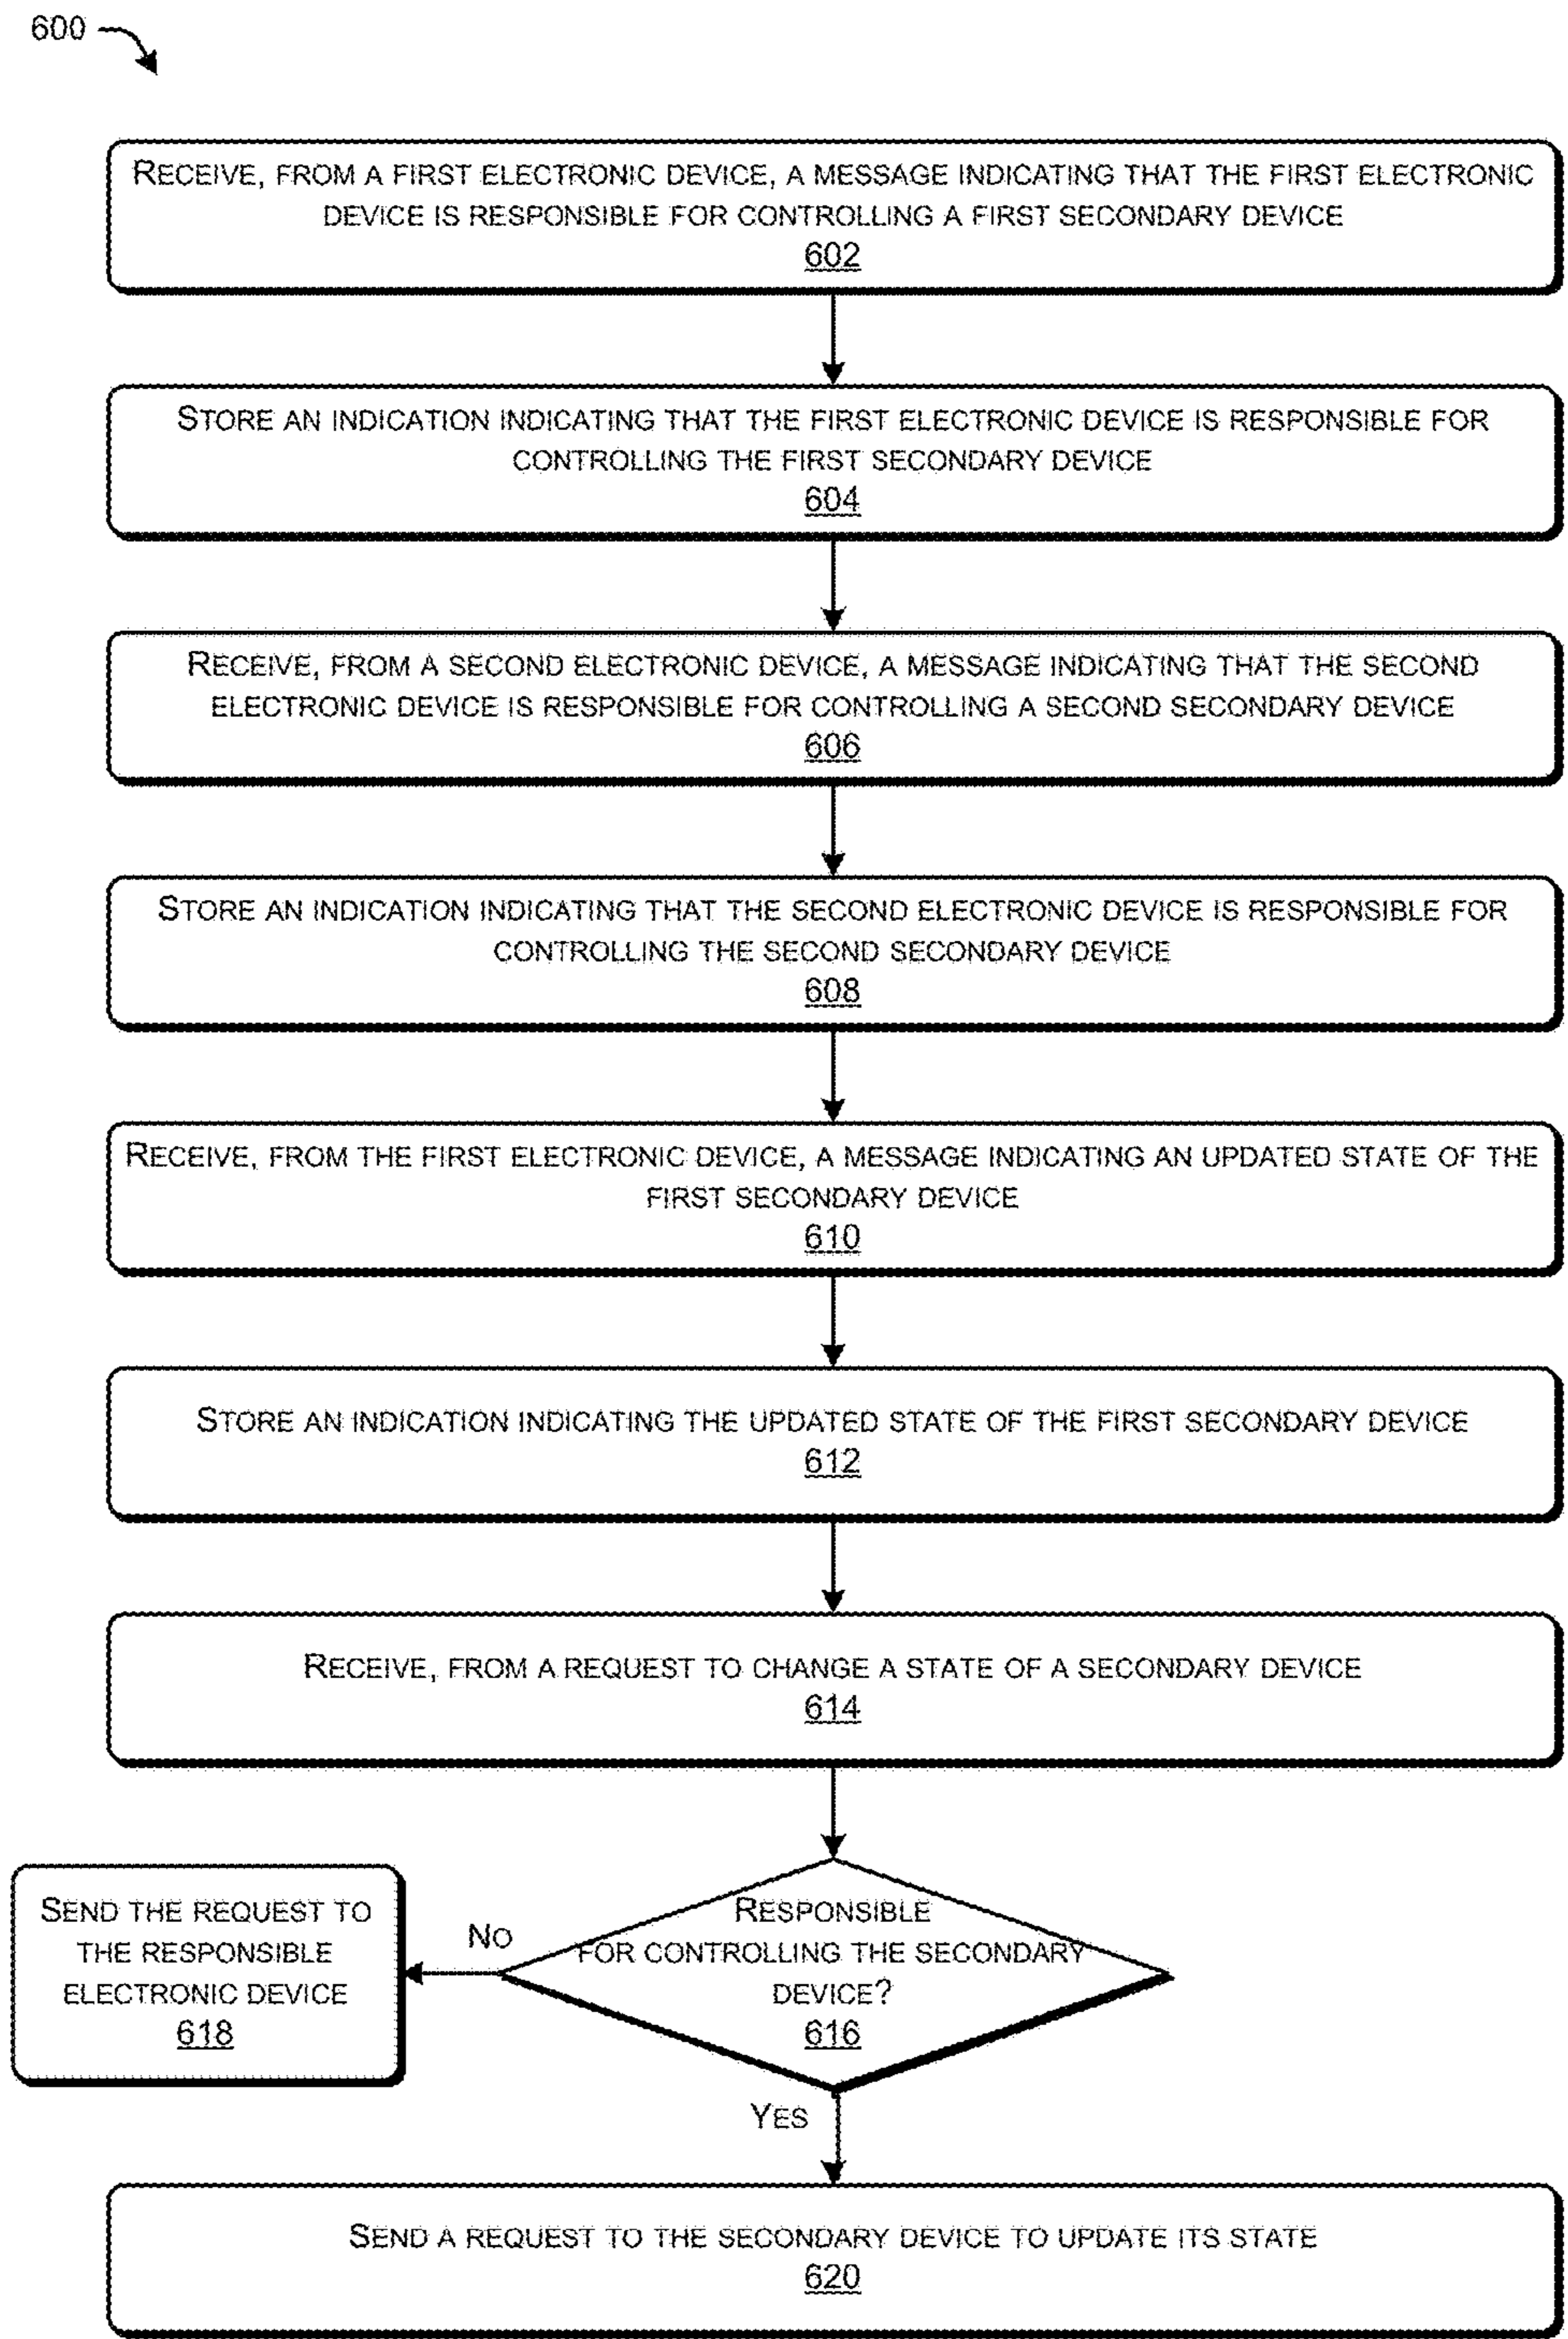 600
RECEIVE, FROM A FIRST ELECTRONIC DEVICE, A MESSAGE INDICATING THAT THE FIRST ELECTRONIC
DEVICE IS RESPONSIBLE FOR CONTROLLING A FIRST SECONDARY DEVICE
602
STORE AN INDICATION INDICATING THAT THE FIRST ELECTRONIC DEVICE IS RESPONSIBLE FOR
CONTROLLING THE FIRST SECONDARY DEVICE
604
RECEIVE, FROM A SECOND ELECTRONIC DEVICE, A MESSAGE INDICATING THAT THE SECOND
ELECTRONIC DEVICE IS RESPONSIBLE FOR CONTROLLING A SECOND SECONDARY DEVICE
606
STORE AN INDICATION INDICATING THAT THE SECOND ELECTRONIC DEVICE IS RESPONSIBLE FOR
CONTROLLING THE SECOND SECONDARY DEVICE
608
RECEIVE, FROM THE FIRST ELECTRONIC DEVICE, A MESSAGE INDICATING AN UPDATED STATE OF THE
FIRST SECONDARY DEVICE
610
STORE AN INDICATION INDICATING THE UPDATED STATE OF THE FIRST SECONDARY DEVICE
612
RECEIVE, FROM A REQUEST TO CHANGE A STATE OF A SECONDARY DEVICE
614
RESPONSIBLE
FOR CONTROLLING THE SECONDARY
DEVICE?
616
NO
SEND THE REQUEST TO
THE RESPONSIBLE
ELECTRONIC DEVICE
618
YES
SEND A REQUEST TO THE SECONDARY DEVICE TO UPDATE ITS STATE
620